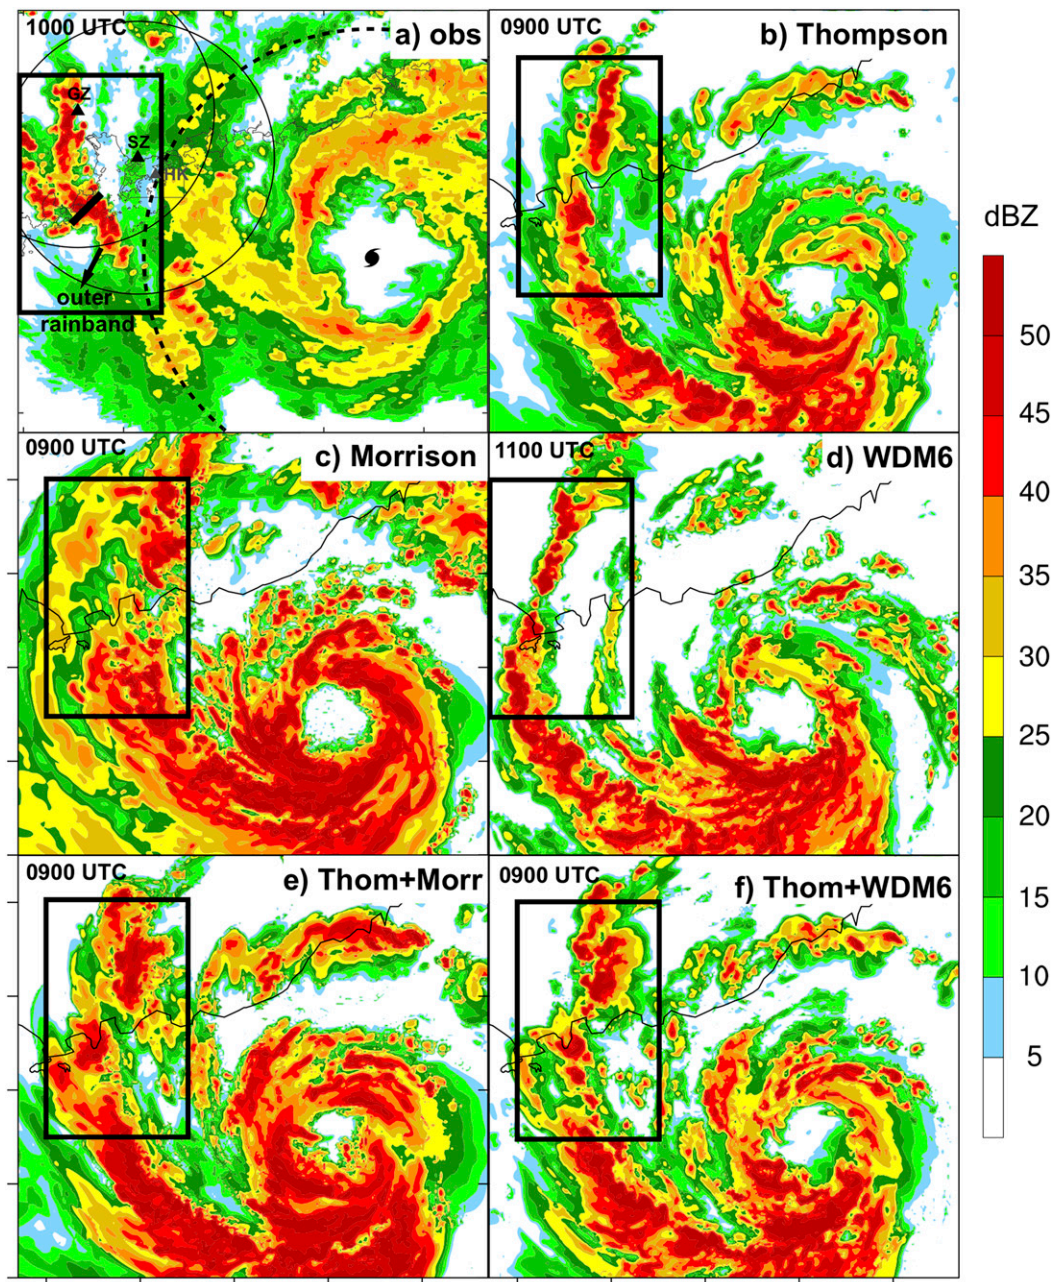 1000 UTC
a) obs
GZ
SZ
HK
outer
rainband
0900 UTC
b) Thompson
dBZ
50
45
40
35
30
25
20
15
10
5
0900 UTC
c) Morrison
1100 UTC
d) WDM6
0900 UTC
e) Thom+Morr
0900 UTC
f) Thom+WDM6